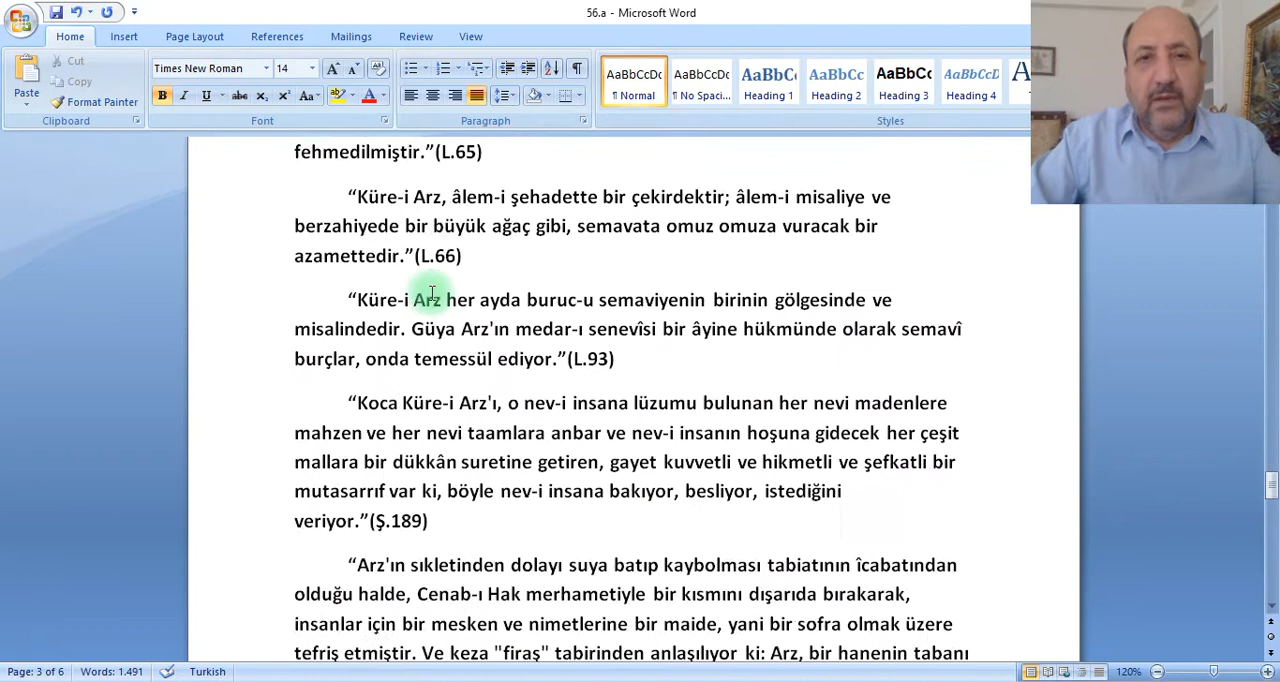 56.a - Microsoft Word
Home Insert Page Layout References Mailings Review View
Paste
Cut
Copy
Format Painter
Clipboard
Times New Roman 14
B I U abc x₂ x² Aa
Font
Paragraph
AaBbCcDc AaBbCcDc AaBbC AaBbCc AaBbCc AaBbCcD
¶ Normal ¶ No Spaci... Heading 1 Heading 2 Heading 3 Heading 4
Styles
fehmedilmiştir.”(L.65)
“Küre-i Arz, âlem-i şehadette bir çekirdektir; âlem-i misaliye ve
berzahiyede bir büyük ağaç gibi, semavata omuz omuza vuracak bir
azamettedir.”(L.66)
“Küre-i Arz her ayda buruc-u semaviyenin birinin gölgesinde ve
misalindedir. Güya Arz'ın medar-ı senevîsi bir âyine hükmünde olarak semavî
burçlar, onda temessül ediyor.”(L.93)
“Koca Küre-i Arz'ı, o nev-i insana lüzumu bulunan her nevi madenlere
mahzen ve her nevi taamlara anbar ve nev-i insanın hoşuna gidecek her çeşit
mallara bir dükkân suretine getiren, gayet kuvvetli ve hikmetli ve şefkatli bir
mutasarrıf var ki, böyle nev-i insana bakıyor, besliyor, istediğini
veriyor.”(Ş.189)
“Arz'ın sıkletinden dolayı suya batıp kaybolması tabiatının îcabatından
olduğu halde, Cenab-ı Hak merhametiyle bir kısmını dışarıda bırakarak,
insanlar için bir mesken ve nimetlerine bir maide, yani bir sofra olmak üzere
tefriş etmiştir. Ve keza "firaş" tabirinden anlaşılıyor ki: Arz, bir hanenin tabanı
Page: 3 of 6 Words: 1.491 Turkish 120%